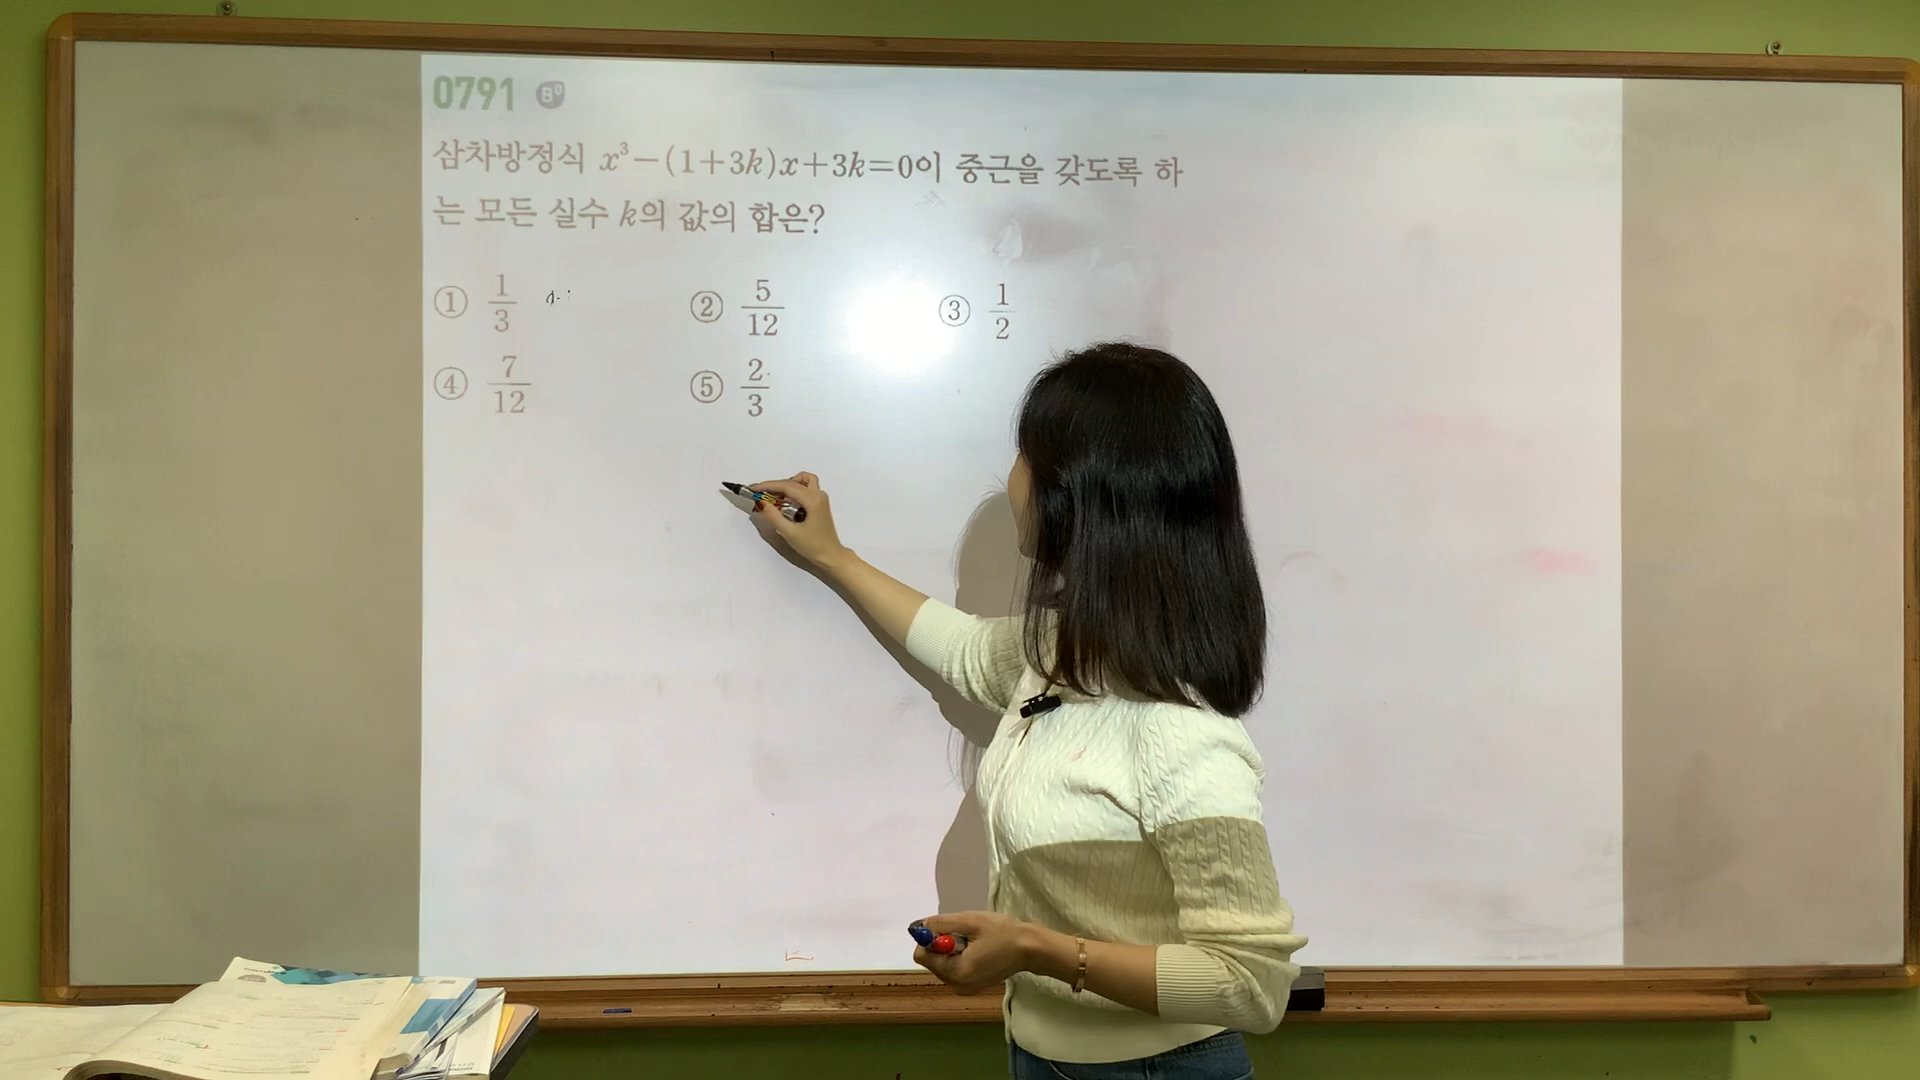 0791 B0
삼차방정식 x³−(1+3k)x+3k=0이 중근을 갖도록 하
는 모든 실수 k의 값의 합은?
① 1/3 ② 5/12 ③ 1/2
④ 7/12 ⑤ 2/3